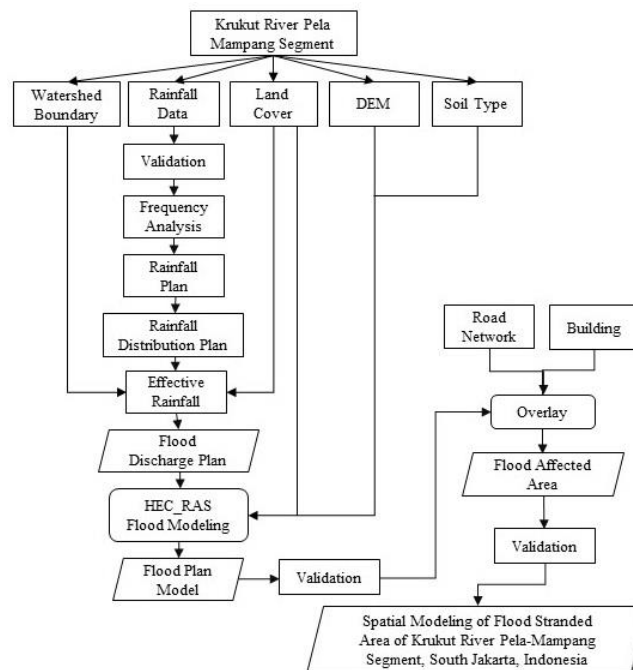 Krukut River Pela
Mampang Segment
Watershed
Boundary
Rainfall
Data
Land
Cover
DEM
Soil Type
Validation
Frequency
Analysis
Rainfall
Plan
Rainfall
Distribution Plan
Effective
Rainfall
Flood
Discharge Plan
HEC_RAS
Flood Modeling
Flood Plan
Model
Validation
Road
Network
Building
Overlay
Flood Affected
Area
Validation
Spatial Modeling of Flood Stranded
Area of Krukut River Pela-Mampang
Segment, South Jakarta, Indonesia